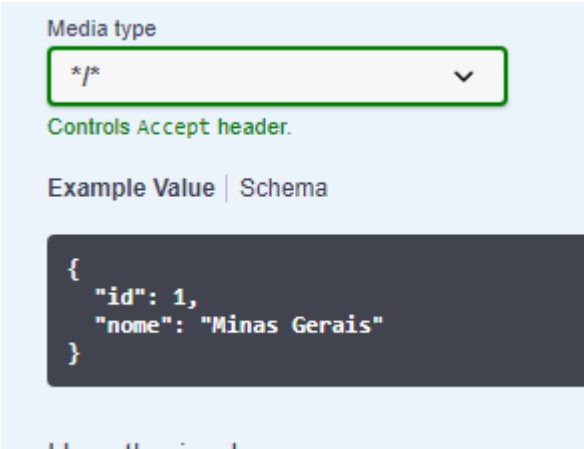 Media type
*/*
Controls Accept header.
Example Value | Schema
{
"id": 1,
"nome": "Minas Gerais"
}